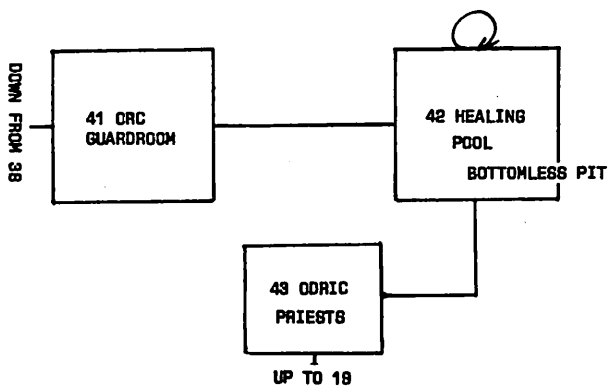 DOWN FROM 38
41 ORC
GUARDROOM
42 HEALING
POOL
BOTTOMLESS PIT
43 ODRIC
PRIESTS
UP TO 19